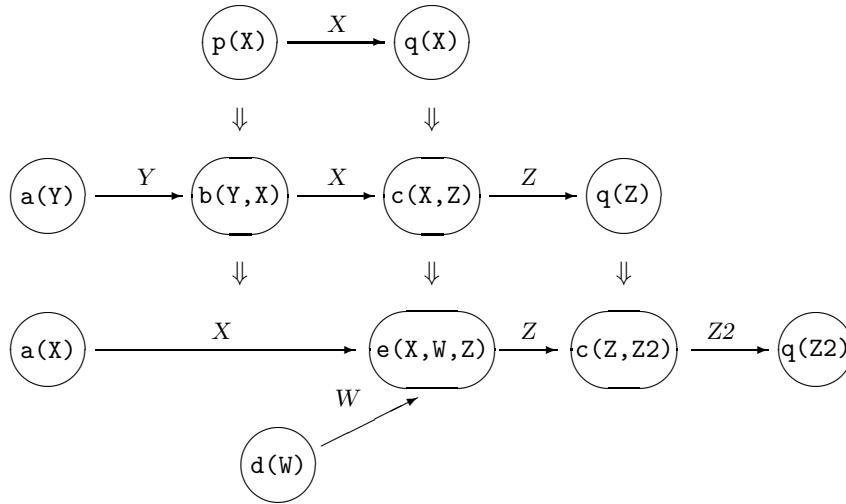 X
p(X) q(X)
⇓ ⇓
Y X Z
a(Y) b(Y,X) c(X,Z) q(Z)
⇓ ⇓ ⇓
X Z Z2
a(X) e(X,W,Z) c(Z,Z2) q(Z2)
W
d(W)